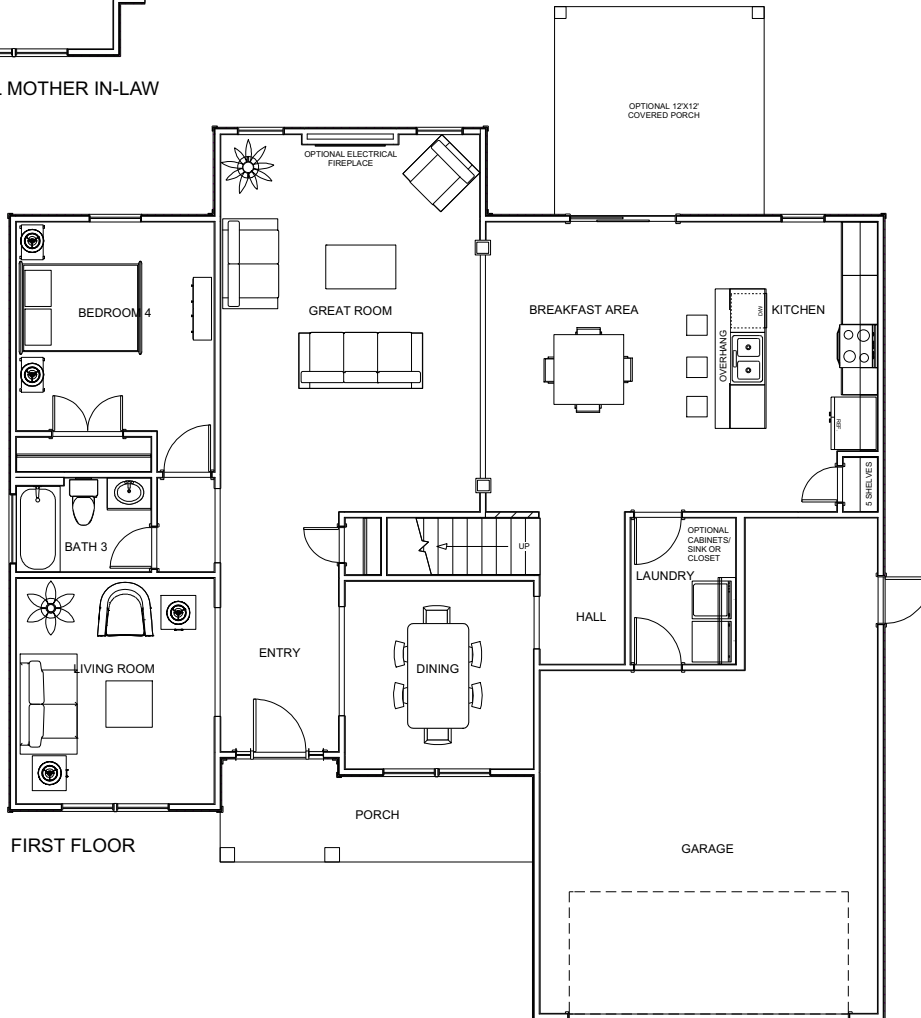 L MOTHER IN-LAW
OPTIONAL 12'X12'
COVERED PORCH
OPTIONAL ELECTRICAL
FIREPLACE
BEDROOM 4
GREAT ROOM
BREAKFAST AREA
KITCHEN
DW
OVERHANG
REF.
5 SHELVES
BATH 3
UP
OPTIONAL
CABINETS/
SINK OR
CLOSET
LAUNDRY
HALL
ENTRY
LIVING ROOM
DINING
PORCH
FIRST FLOOR
GARAGE